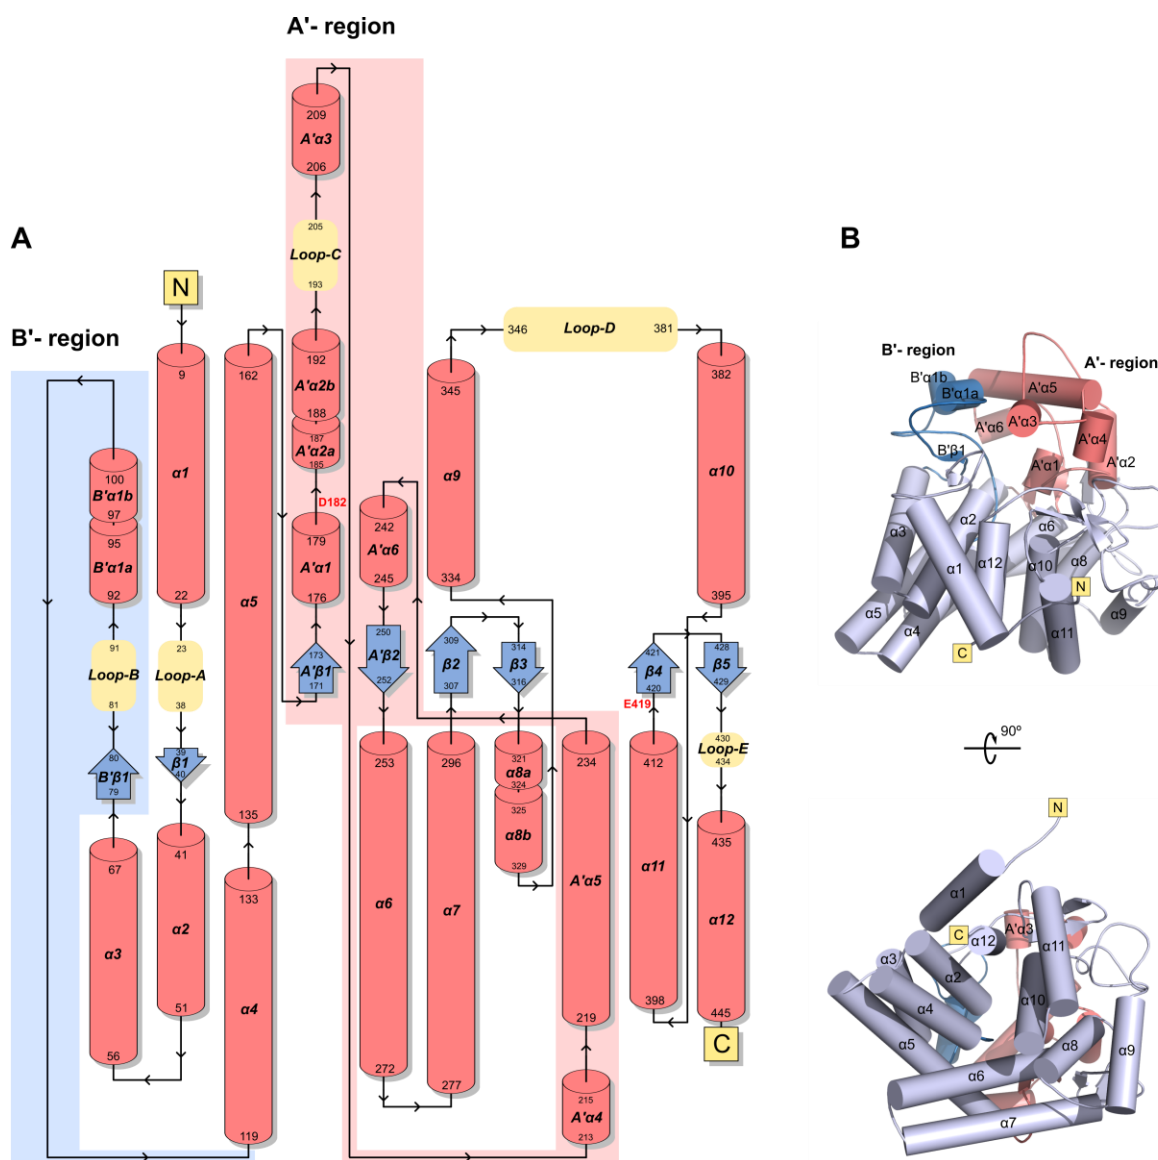 A'- region
A
B
B'- region
N
209
A'α3
206
205
Loop-C
193
192
A'α2b
188
187
A'α2a
185
D182
179
A'α1
176
173
A'β1
171
9
α1
22
23
Loop-A
38
39
β1
40
41
α2
51
100
B'α1b
97
95
B'α1a
92
91
Loop-B
81
80
B'β1
79
67
α3
56
162
α5
135
133
α4
119
242
A'α6
245
250
A'β2
252
253
α6
272
345
α9
334
309
β2
307
296
α7
277
346
Loop-D
381
314
β3
316
321
α8a
324
325
α8b
329
234
A'α5
219
215
A'α4
213
382
α10
395
421
β4
420
E419
412
α11
398
428
β5
429
430
Loop-E
434
435
α12
445
C
B'- region
A'- region
B'α1b
B'α1a
A'α5
A'α6
A'α3
A'α4
B'β1
A'α1
A'α2
α3
α2
α6
α1
α12
α10
α8
N
α5
α4
α11
α9
C
90º
N
α1
C
α12
A'α3
α11
α3
α2
α4
α10
α5
α8
α9
α6
α7